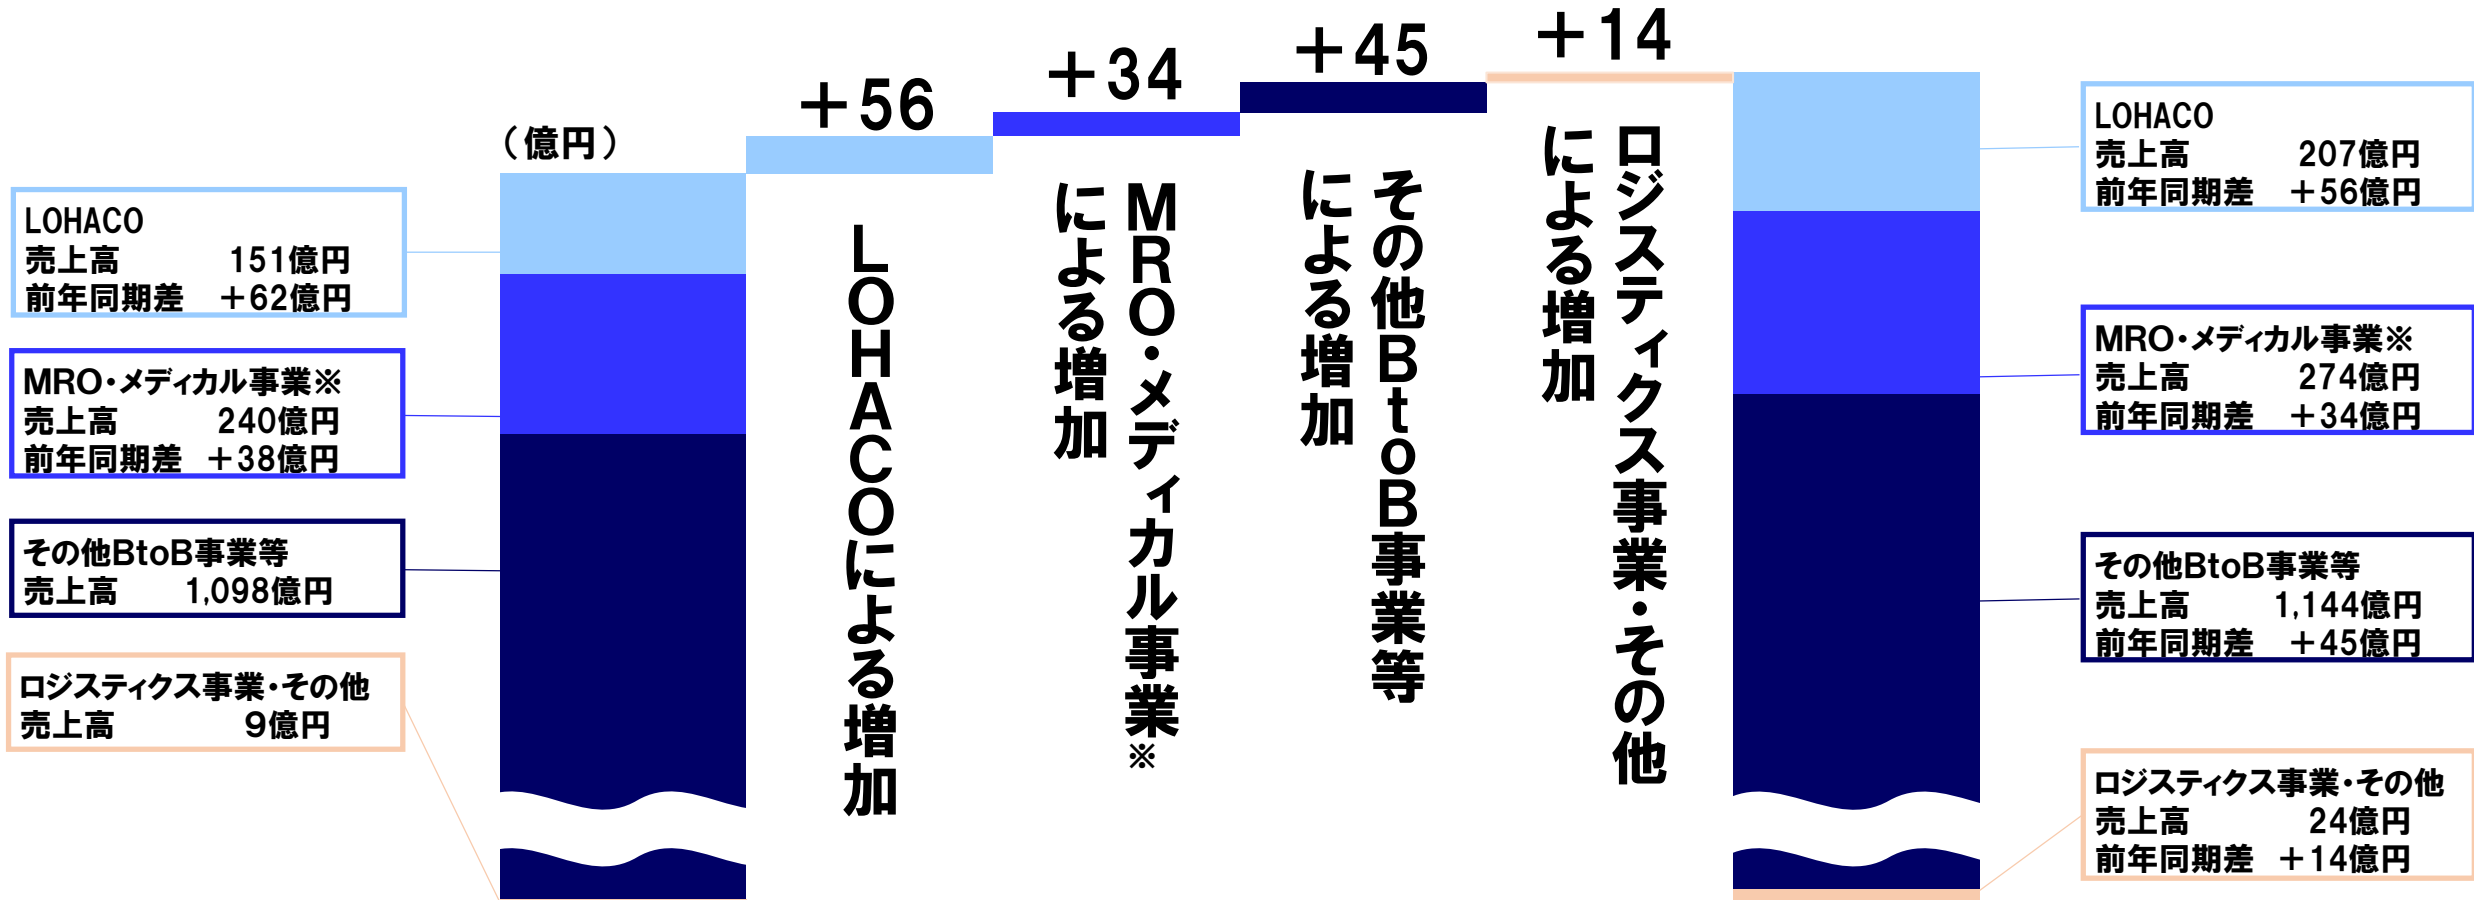 （億円）
LOHACO
売上高 151億円
前年同期差 +62億円
MRO・メディカル事業※
売上高 240億円
前年同期差 +38億円
その他BtoB事業等
売上高 1,098億円
ロジスティクス事業・その他
売上高 9億円
+56
LOHACOによる増加
+34
MRO・メディカル事業※
による増加
+45
その他BtoB事業等
による増加
+14
ロジスティクス事業・その他
による増加
LOHACO
売上高 207億円
前年同期差 +56億円
MRO・メディカル事業※
売上高 274億円
前年同期差 +34億円
その他BtoB事業等
売上高 1,144億円
前年同期差 +45億円
ロジスティクス事業・その他
売上高 24億円
前年同期差 +14億円